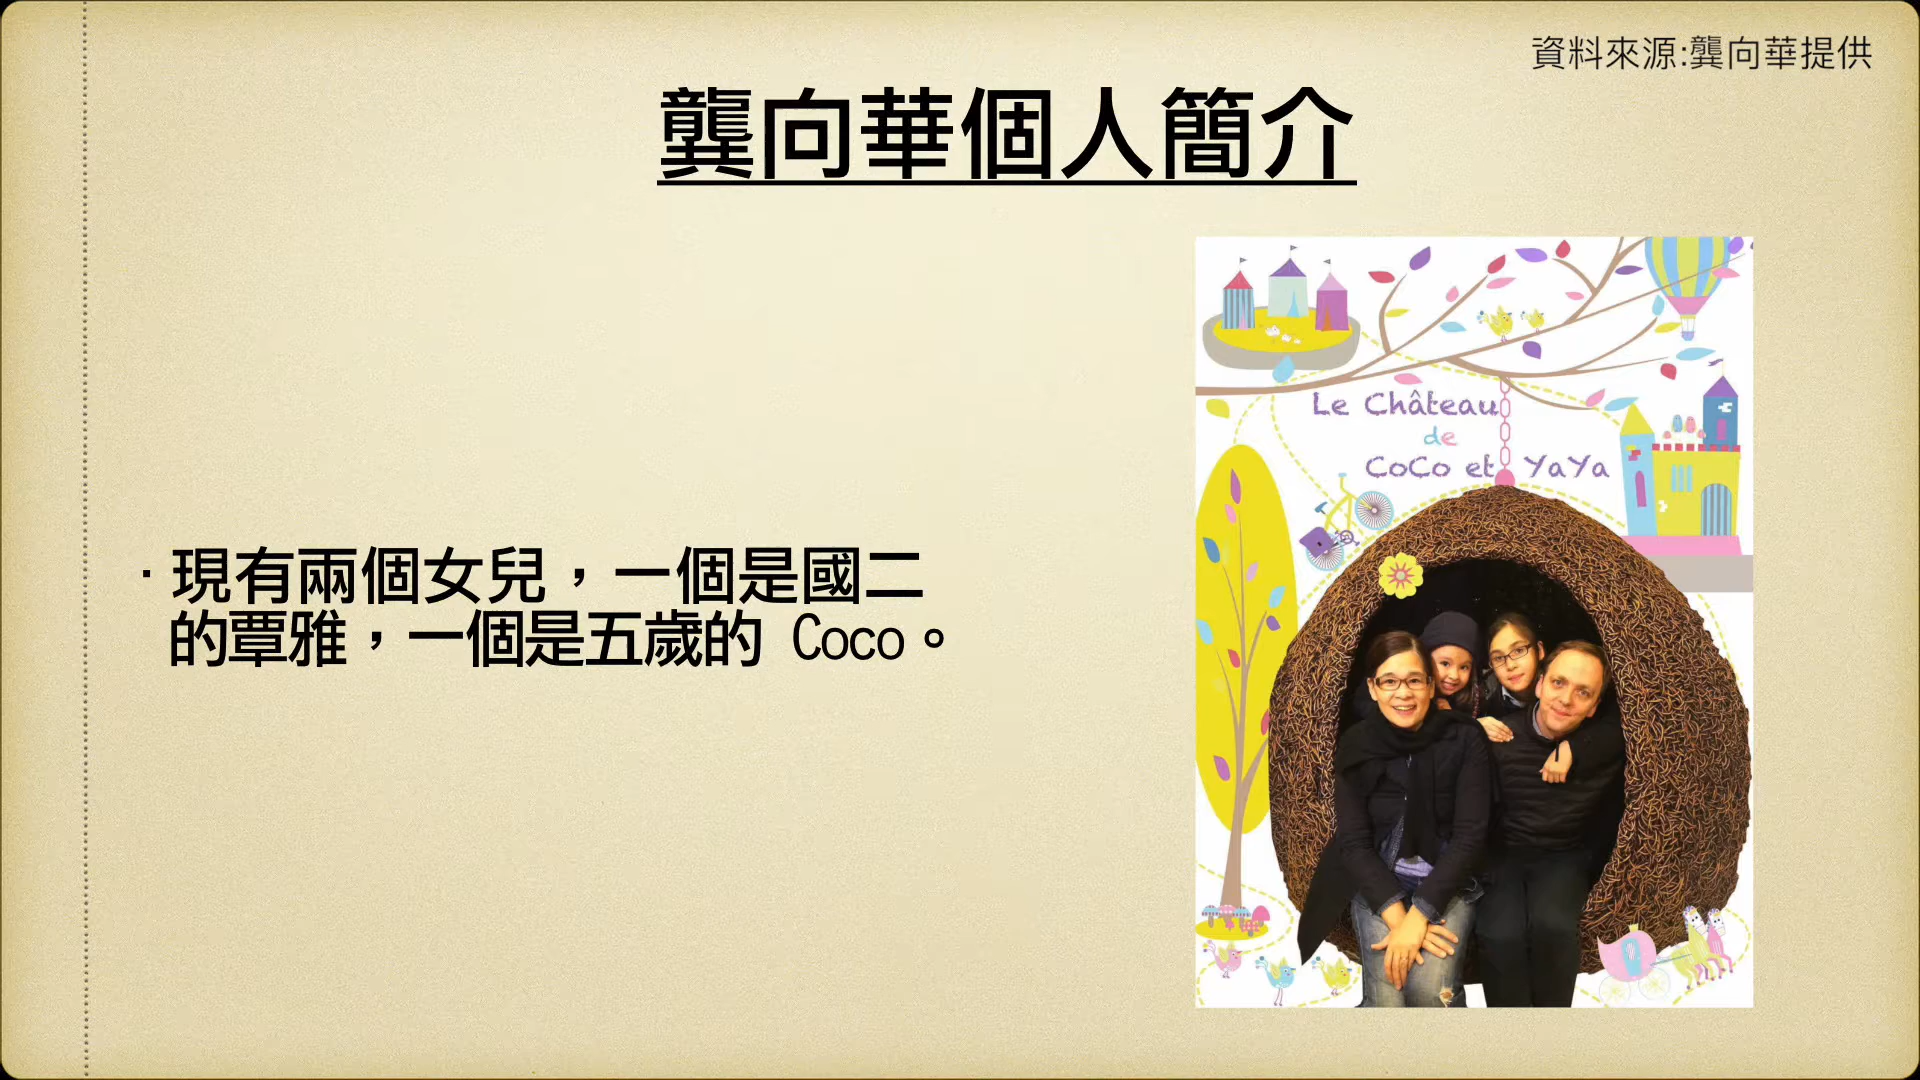 資料來源:龔向華提供
龔向華個人簡介
· 現有兩個女兒，一個是國二
的覃雅，一個是五歲的 Coco。
Le Château
de
CoCo et YaYa